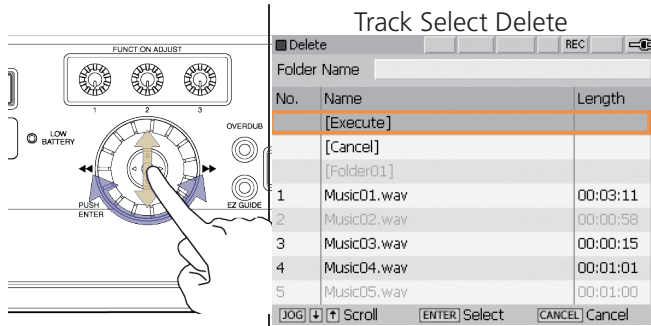 Track Select Delete
FUNCTION ADJUST
1 2 3
LOW
BATTERY
OVERDUB
PUSH
ENTER
EZ GUIDE
Delete REC
Folder Name
No. Name Length
[Execute]
[Cancel]
[Folder01]
1 Music01.wav 00:03:11
2 Music02.wav 00:00:58
3 Music03.wav 00:00:15
4 Music04.wav 00:01:01
5 Music05.wav 00:01:00
JOG Scroll ENTER Select CANCEL Cancel